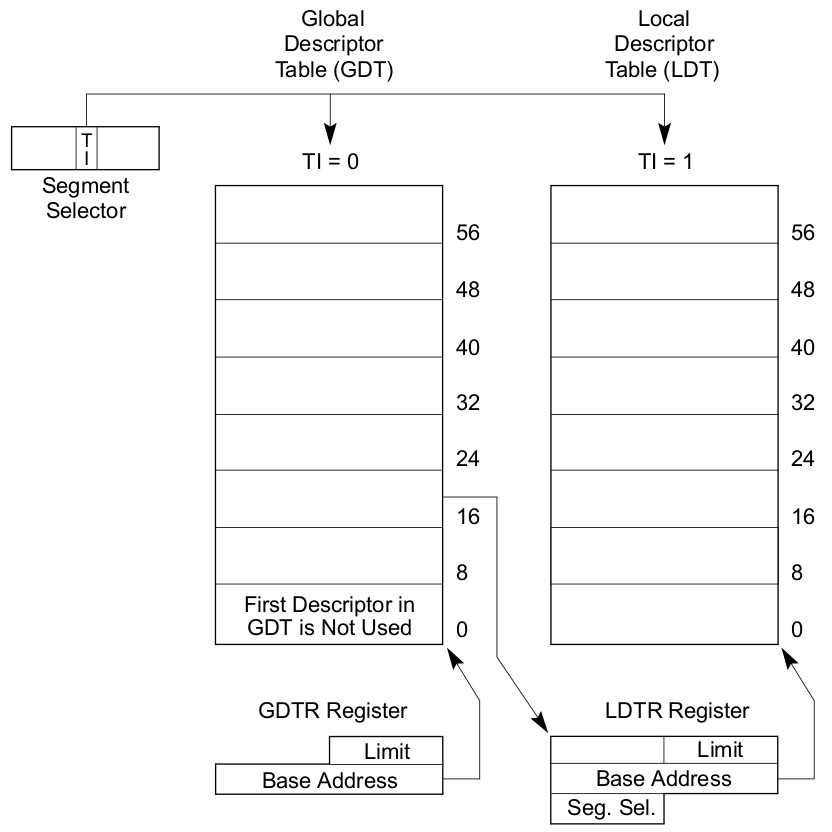 Global
Descriptor
Table (GDT)
Local
Descriptor
Table (LDT)
T
I
Segment
Selector
TI = 0
TI = 1
56
48
40
32
24
16
8
First Descriptor in
GDT is Not Used
0
56
48
40
32
24
16
8
0
GDTR Register
Limit
Base Address
LDTR Register
Limit
Base Address
Seg. Sel.